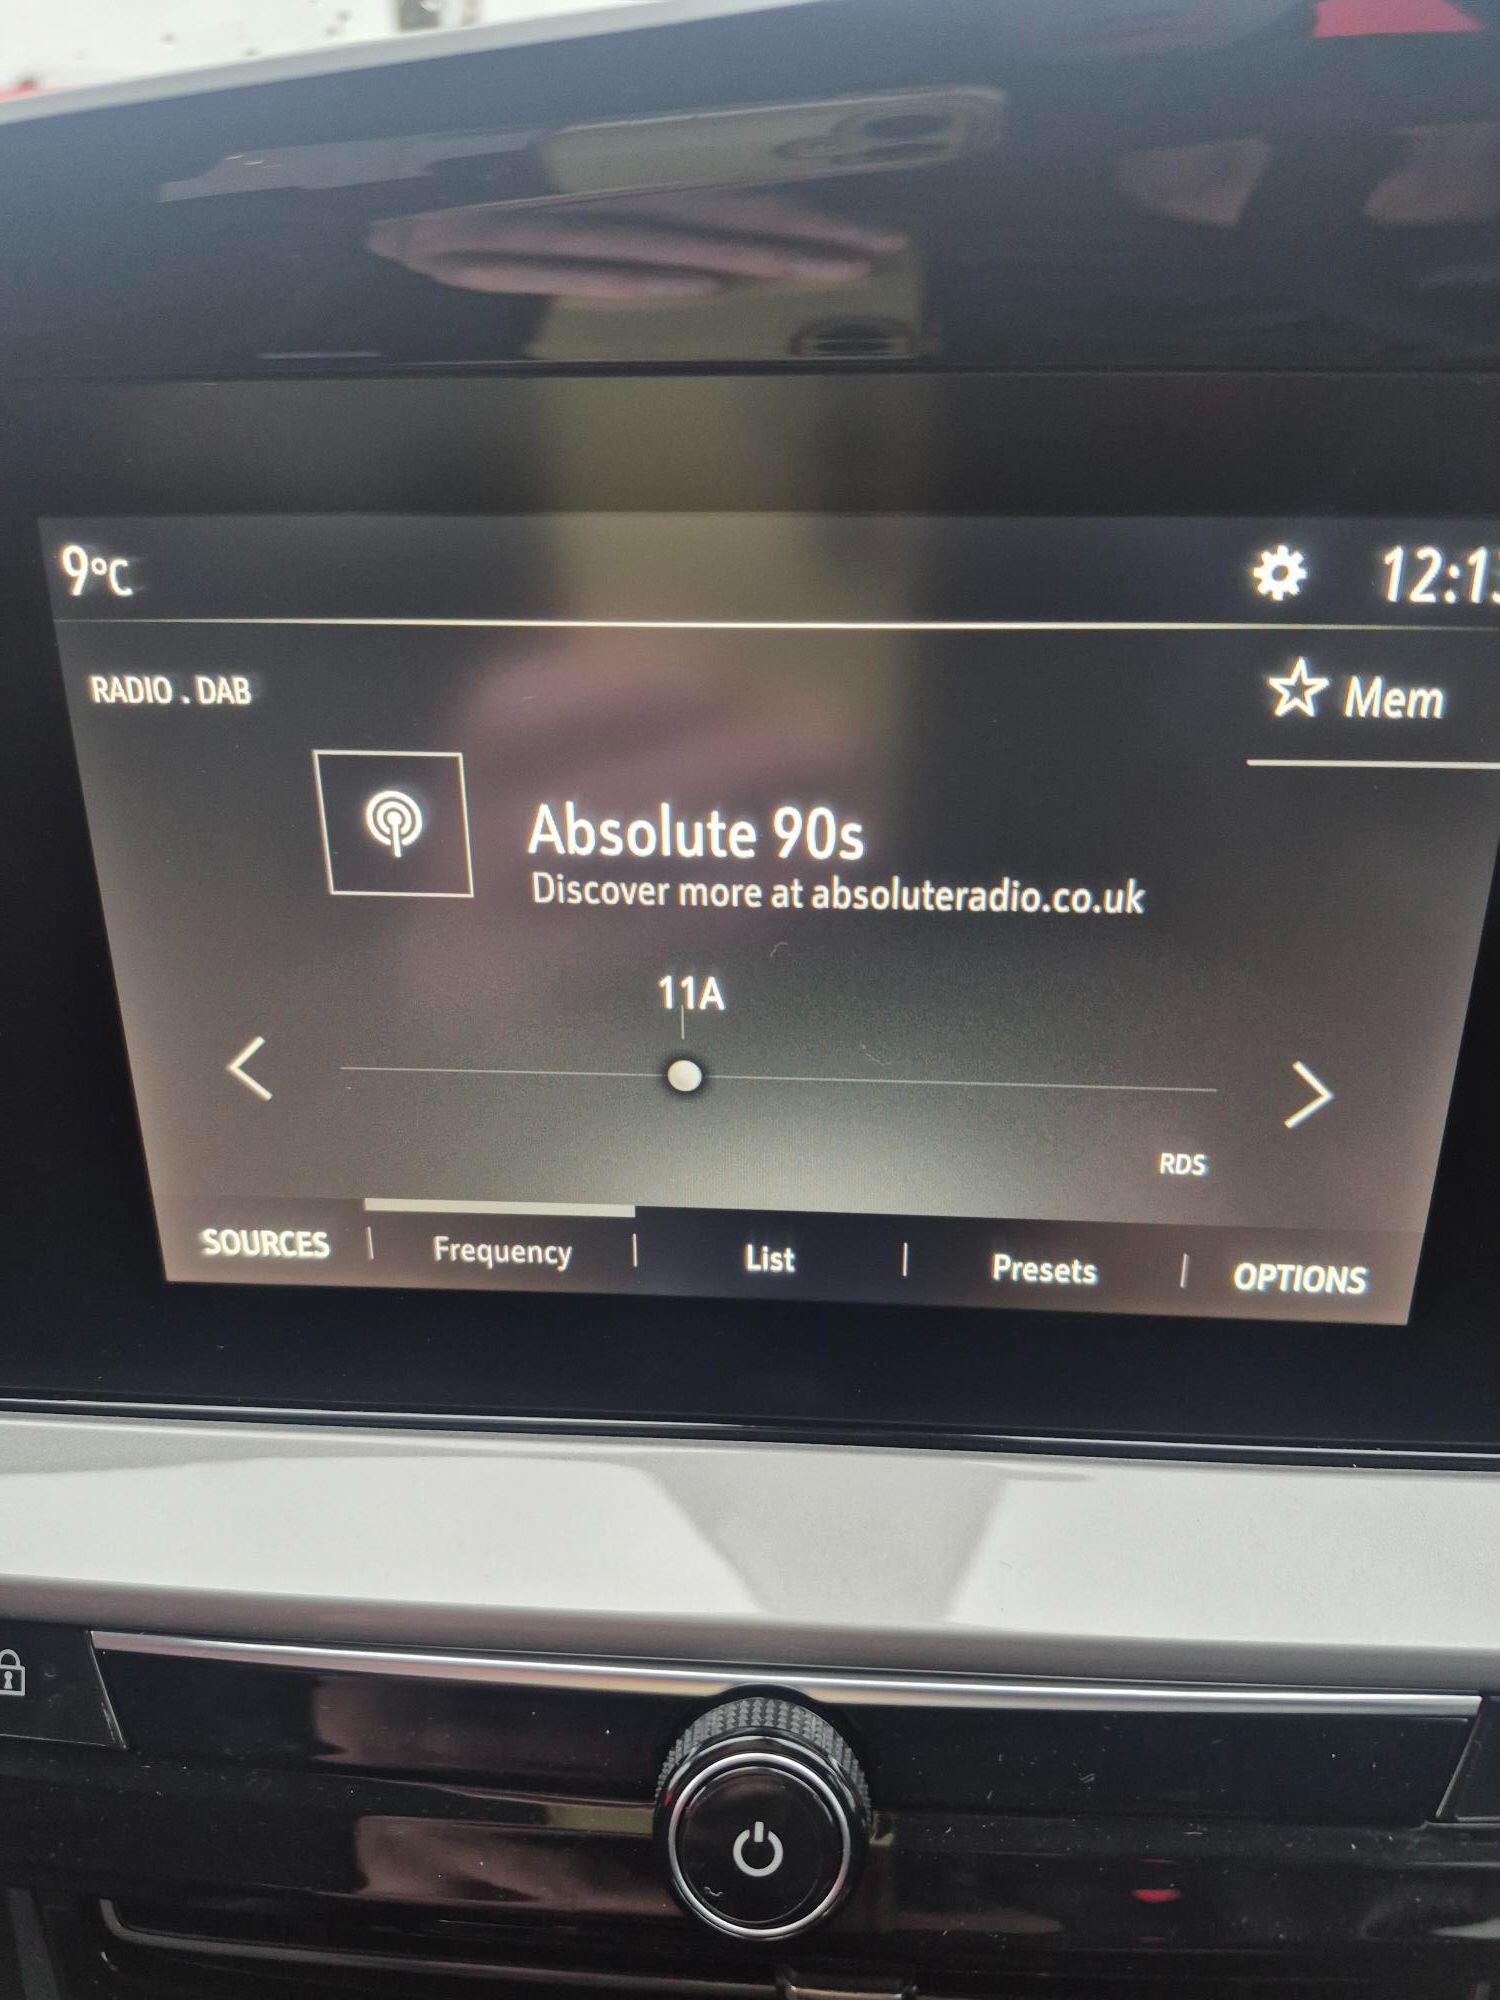 9°C
RADIO . DAB
Mem
Absolute 90s
Discover more at absoluteradio.co.uk
11A
RDS
SOURCES | Frequency | List | Presets | OPTIONS